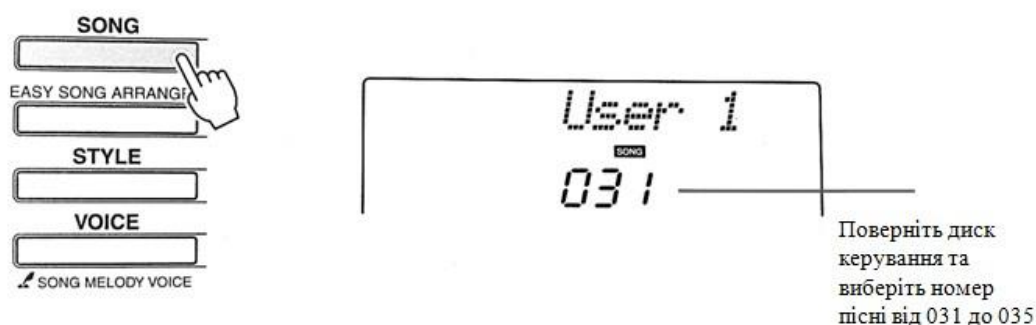 SONG
EASY SONG ARRANGE
STYLE
VOICE
SONG MELODY VOICE
User 1
SONG
031
Поверніть диск
керування та
виберіть номер
пісні від 031 до 035